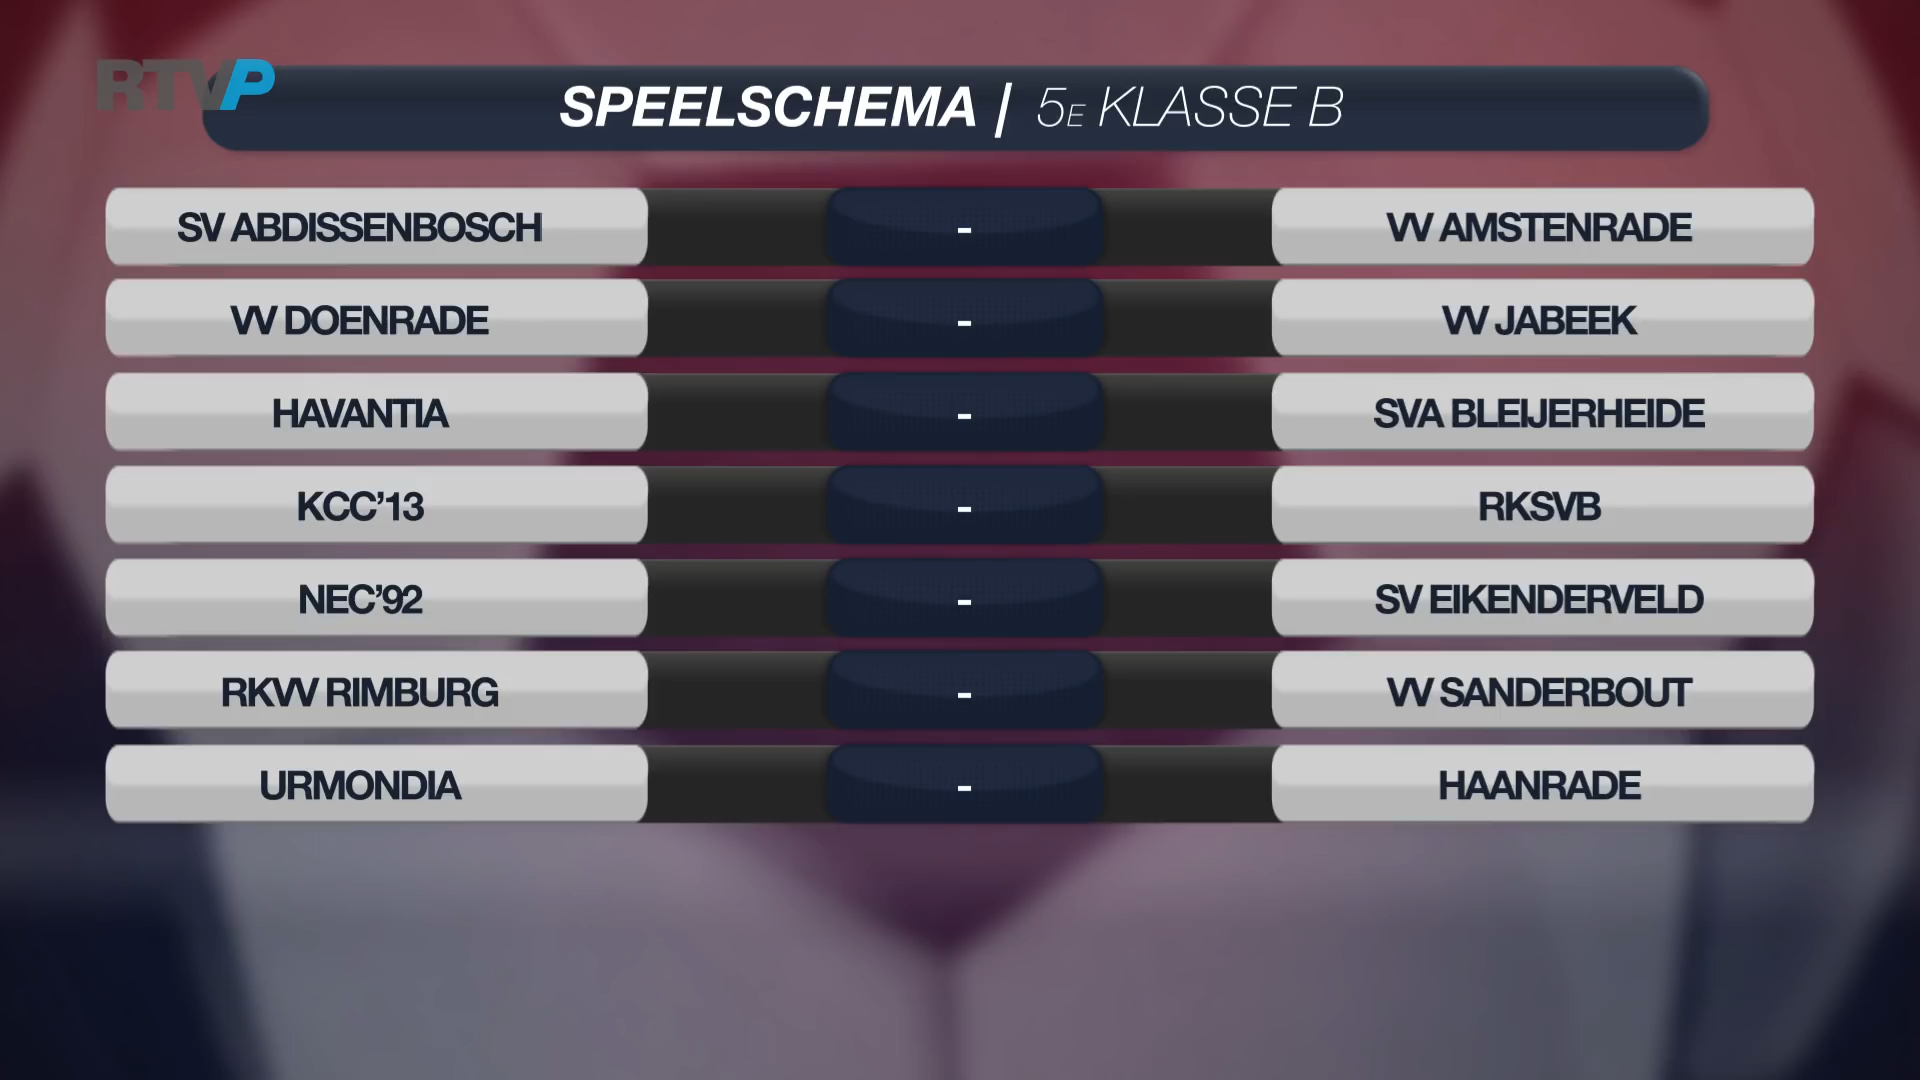 RTVP
SPEELSCHEMA | 5E KLASSE B
SV ABDISSENBOSCH - VV AMSTENRADE
VV DOENRADE - VV JABEEK
HAVANTIA - SVA BLEIJERHEIDE
KCC’13 - RKSVB
NEC’92 - SV EIKENDERVELD
RKVV RIMBURG - VV SANDERBOUT
URMONDIA - HAANRADE